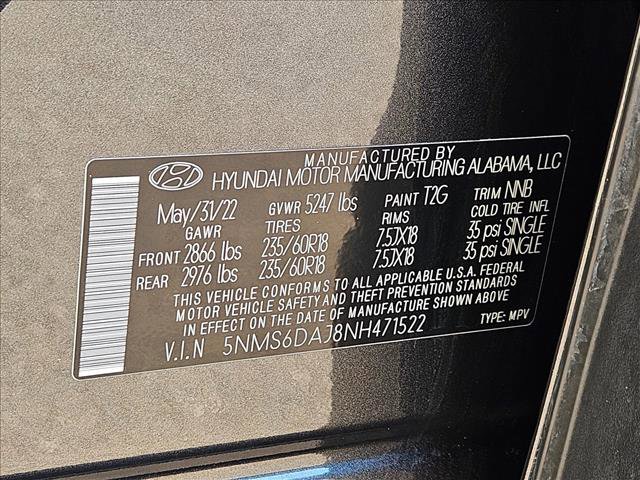 MANUFACTURED BY
HYUNDAI MOTOR MANUFACTURING ALABAMA, LLC
May/31/22 GVWR 5247 lbs PAINT T2G TRIM NNB
GAWR TIRES RIMS COLD TIRE INFL
FRONT 2866 lbs 235/60R18 7.5JX18 35 psi SINGLE
REAR 2976 lbs 235/60R18 7.5JX18 35 psi SINGLE
THIS VEHICLE CONFORMS TO ALL APPLICABLE U.S.A. FEDERAL
MOTOR VEHICLE SAFETY AND THEFT PREVENTION STANDARDS
IN EFFECT ON THE DATE OF MANUFACTURE SHOWN ABOVE
V.I.N 5NMS6DAJ8NH471522 TYPE: MPV